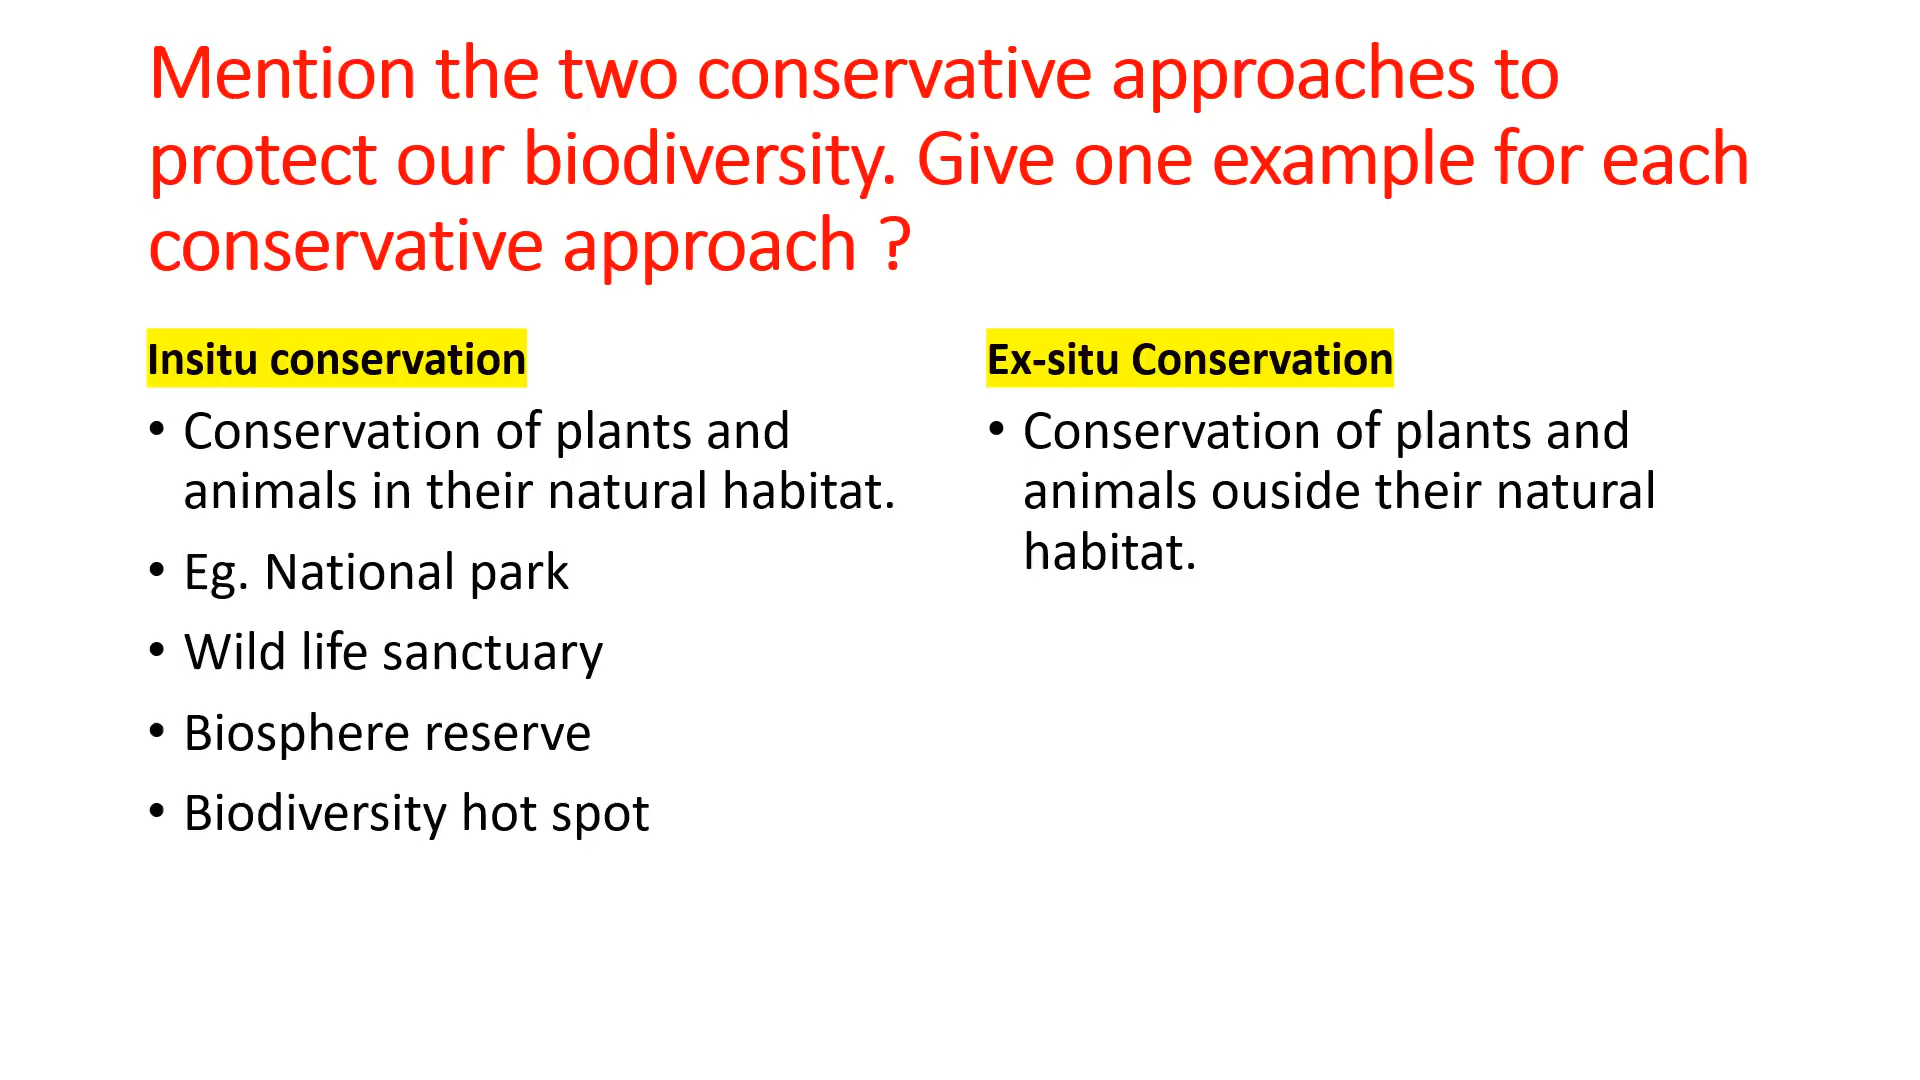 Mention the two conservative approaches to
protect our biodiversity. Give one example for each
conservative approach ?
Insitu conservation
• Conservation of plants and
animals in their natural habitat.
• Eg. National park
• Wild life sanctuary
• Biosphere reserve
• Biodiversity hot spot
Ex-situ Conservation
• Conservation of plants and
animals ouside their natural
habitat.